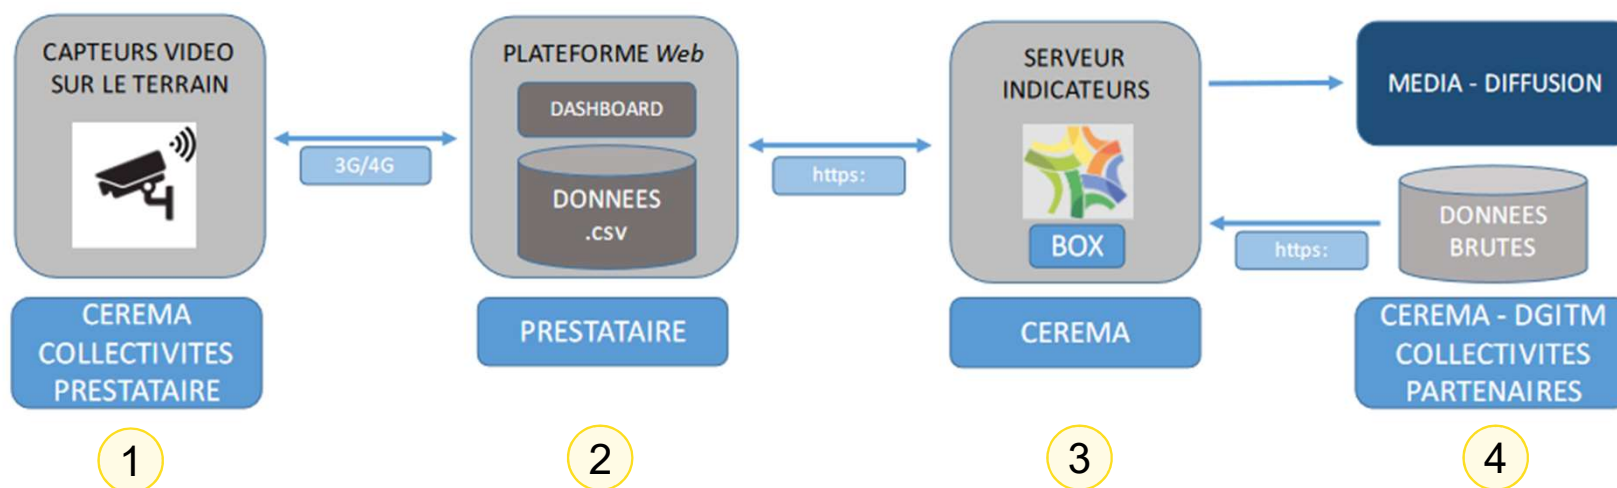 CAPTEURS VIDEO
SUR LE TERRAIN
3G/4G
CEREMA
COLLECTIVITES
PRESTATAIRE
1
PLATEFORME Web
DASHBOARD
DONNEES
.csv
https:
PRESTATAIRE
2
SERVEUR
INDICATEURS
BOX
CEREMA
3
MEDIA - DIFFUSION
https:
DONNEES
BRUTES
CEREMA - DGITM
COLLECTIVITES
PARTENAIRES
4